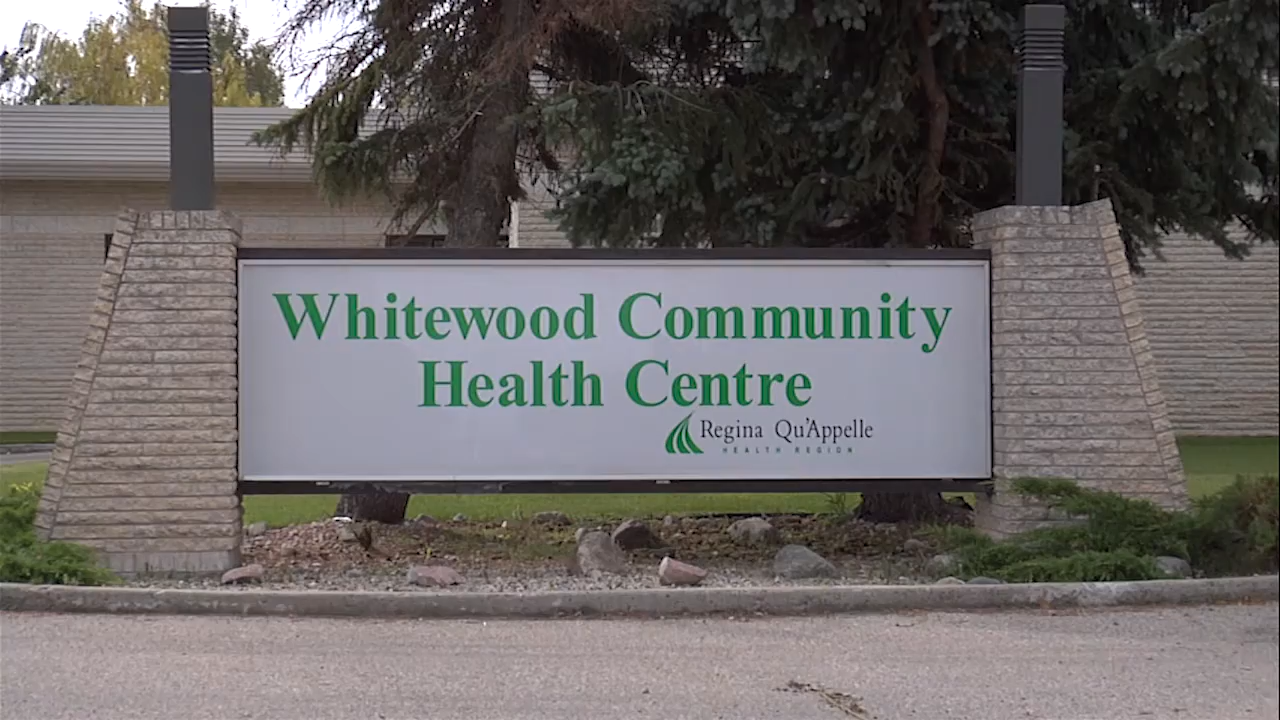 Whitewood Community
Health Centre
Regina Qu'Appelle
HEALTH REGION